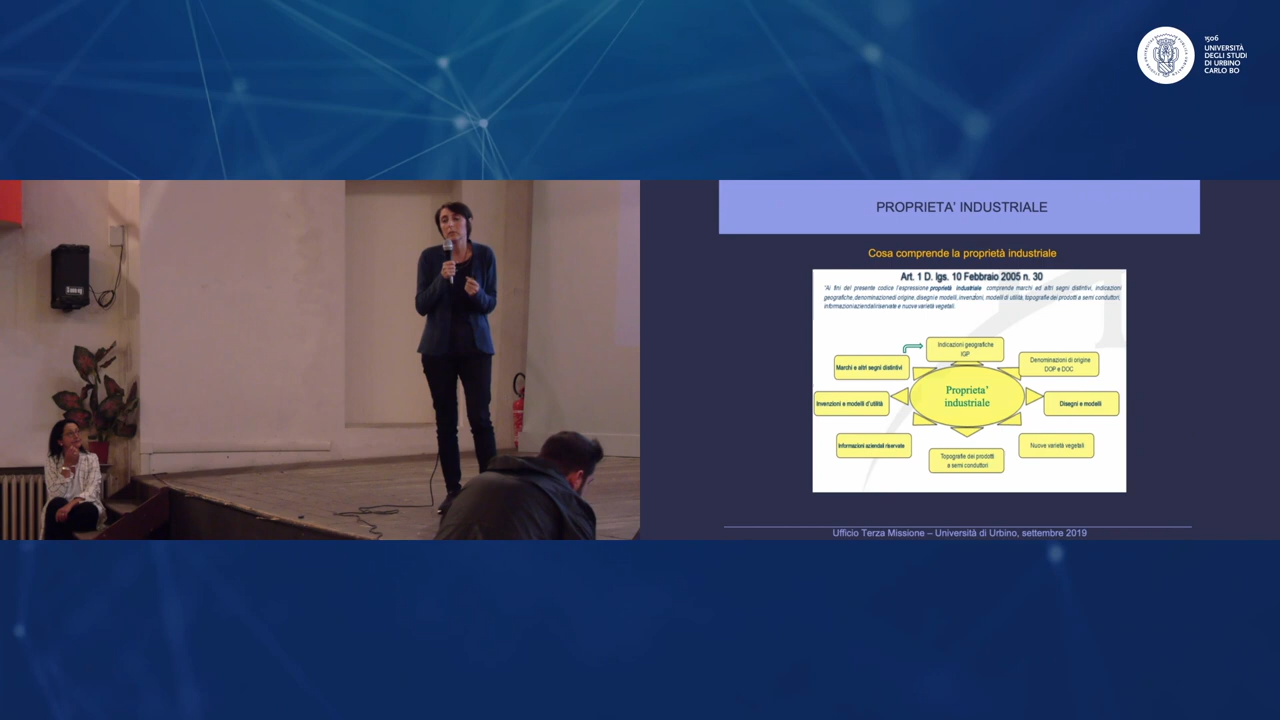 1506
UNIVERSITÀ
DEGLI STUDI
DI URBINO
CARLO BO
PROPRIETA' INDUSTRIALE
Cosa comprende la proprietà industriale
Art. 1 D. lgs. 10 Febbraio 2005 n. 30
"Ai fini del presente codice l'espressione proprietà industriale comprende marchi ed altri segni distintivi, indicazioni
geografiche, denominazioni di origine, disegni e modelli, invenzioni, modelli di utilità, topografie dei prodotti a semi conduttori,
informazioni aziendali riservate e nuove varietà vegetali.
Indicazioni geografiche
IGP
Marchi e altri segni distintivi
Denominazioni di origine
DOP e DOC
Proprieta'
industriale
Invenzioni e modelli d'utilità
Disegni e modelli
Informazioni aziendali riservate
Nuove varietà vegetali
Topografie dei prodotti
a semi conduttori
Ufficio Terza Missione – Università di Urbino, settembre 2019